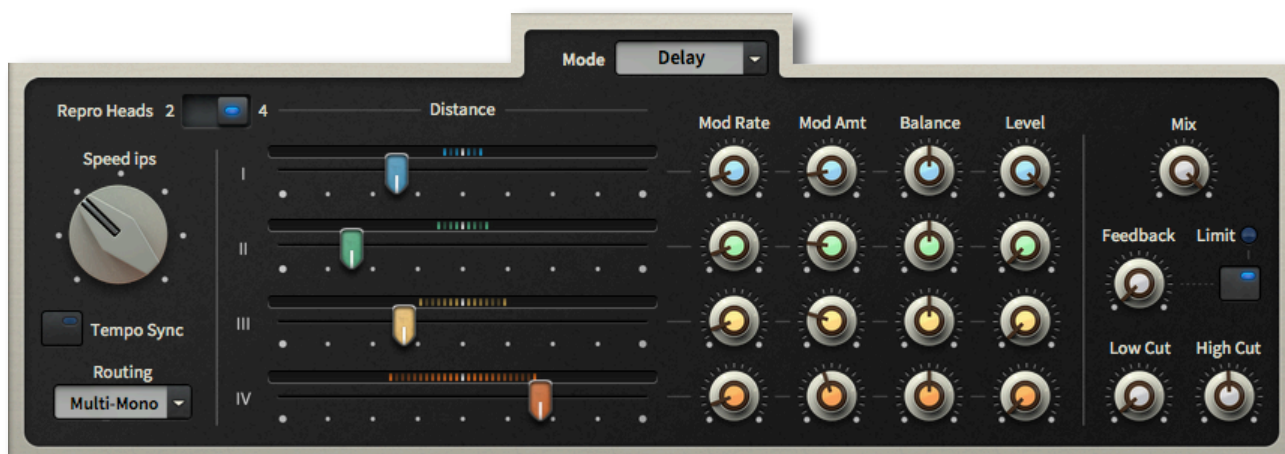 Mode Delay
Repro Heads 2 4 Distance
Mod Rate Mod Amt Balance Level Mix
Speed ips
I
II
Feedback Limit
III
Tempo Sync
Low Cut High Cut
Routing
Multi-Mono
IV